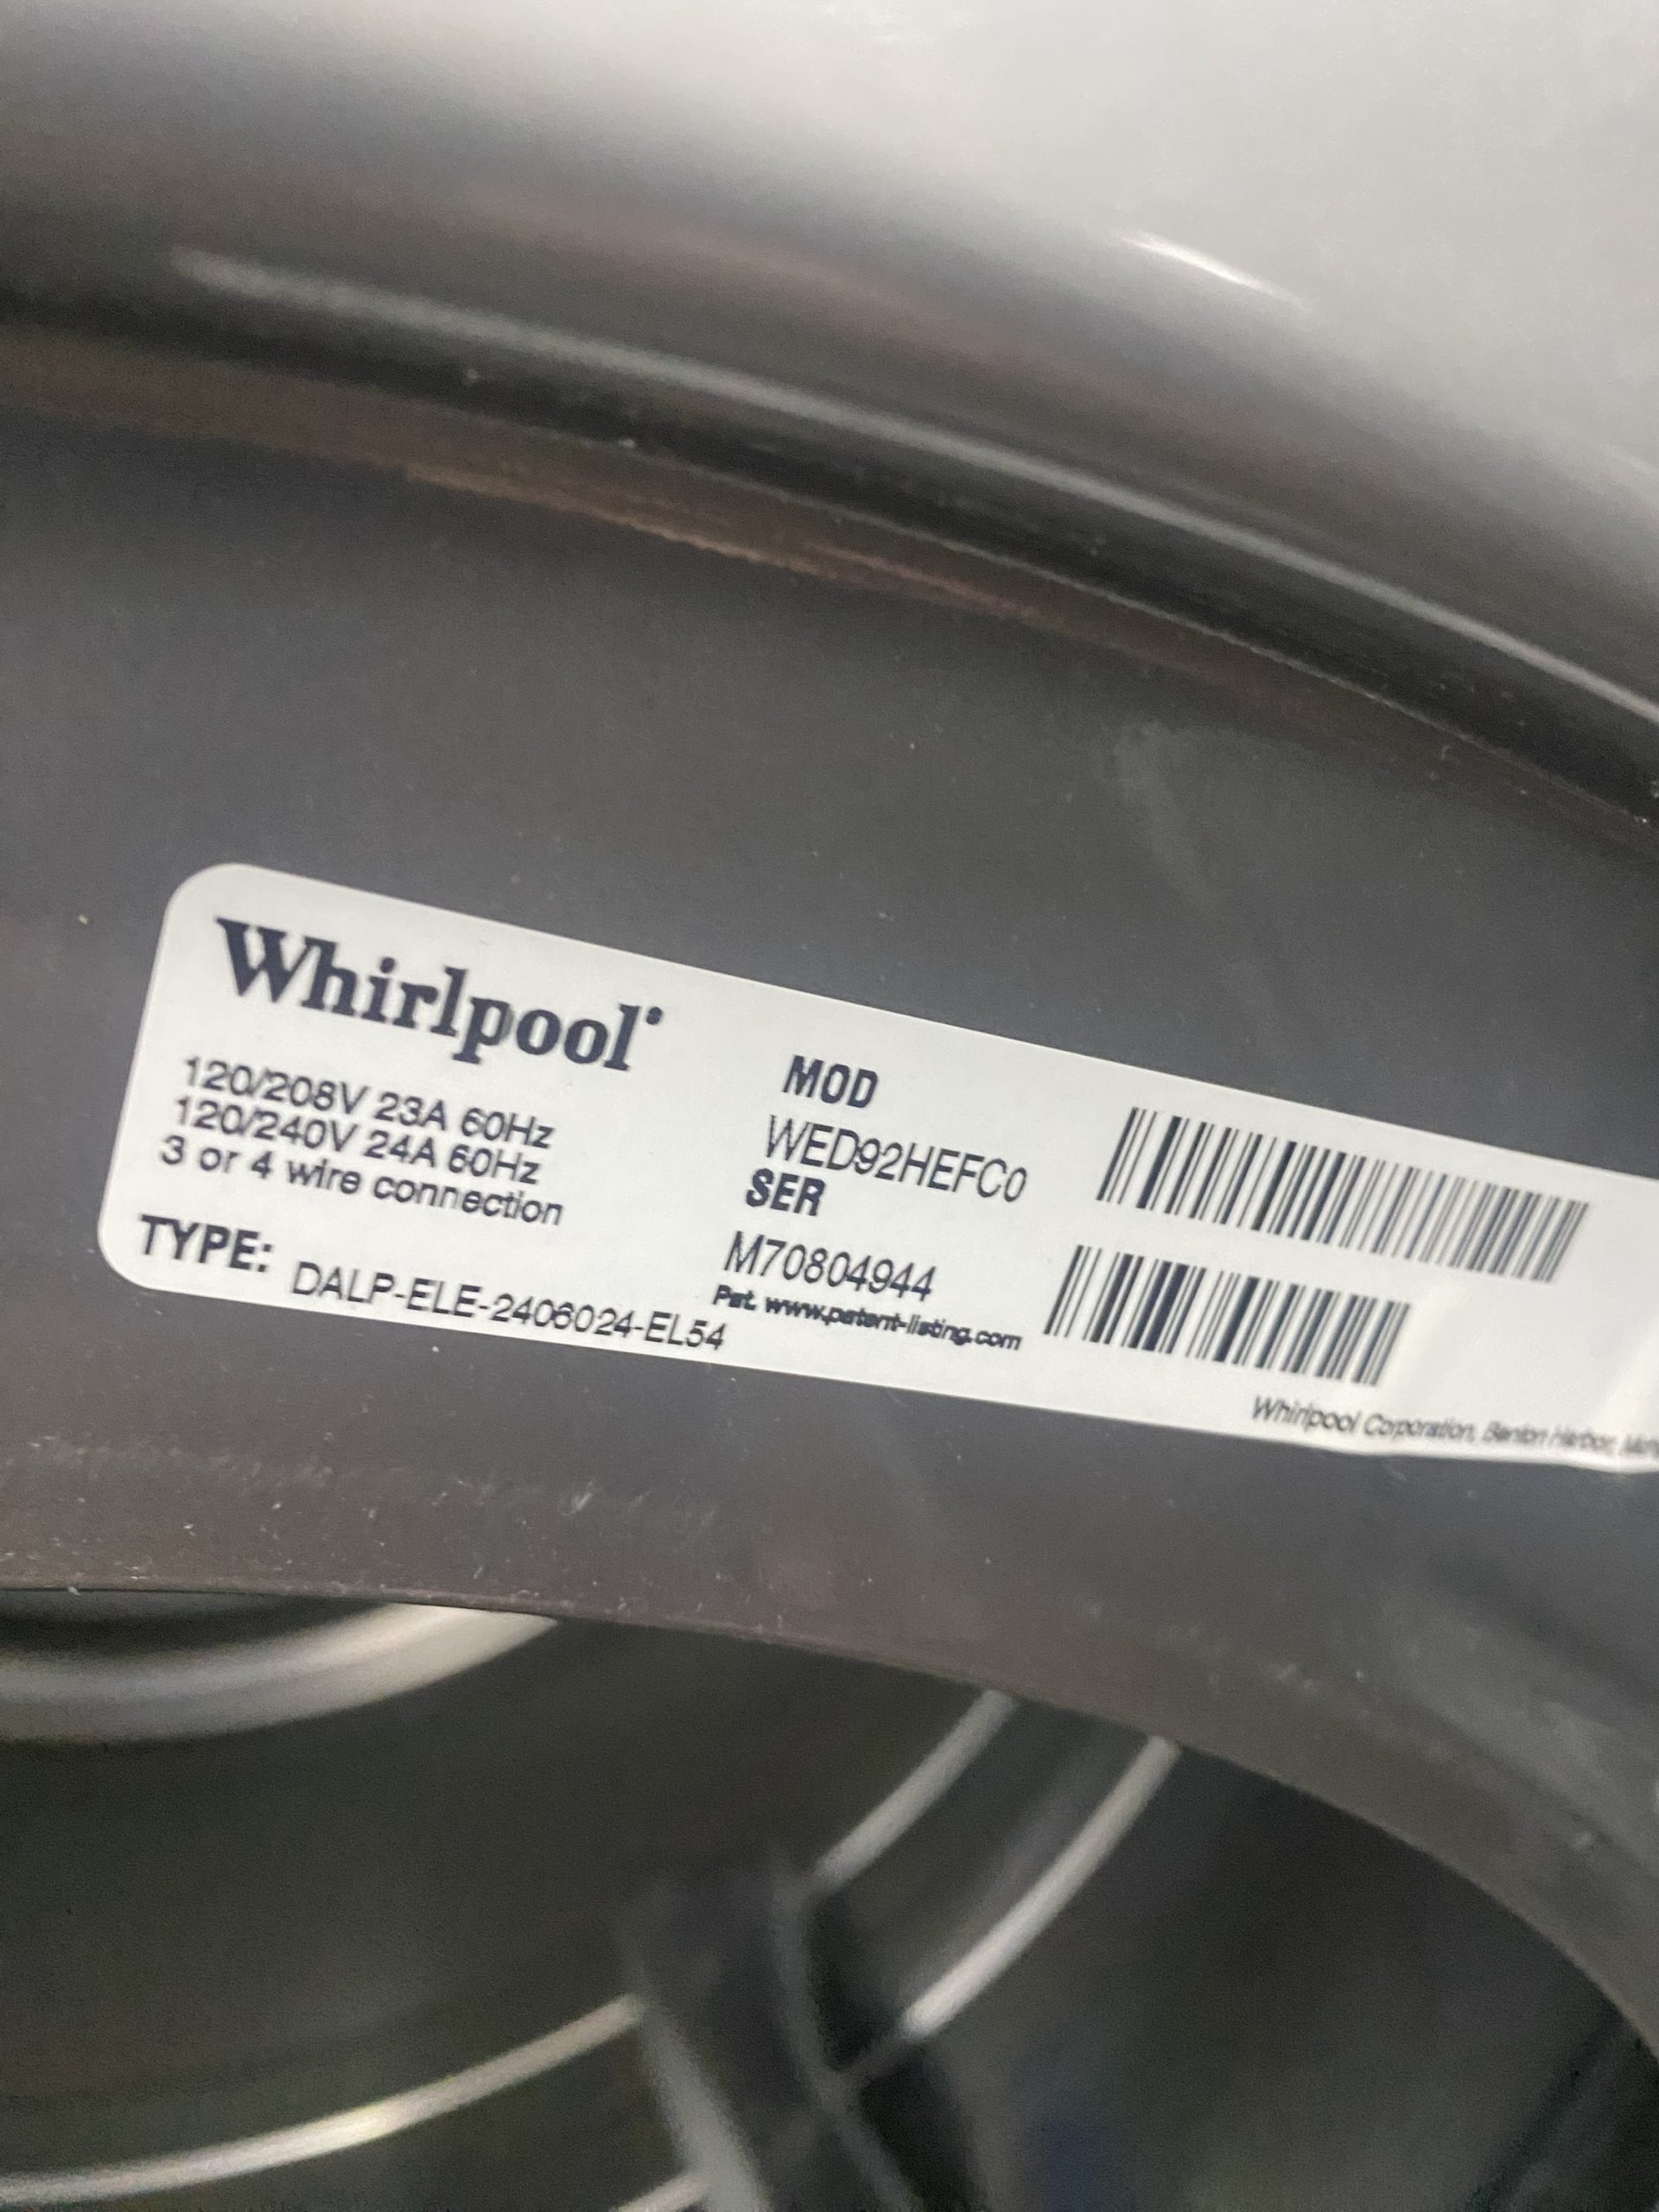 Whirlpool
120/208V 23A 60Hz
120/240V 24A 60Hz
3 or 4 wire connection
TYPE: DALP-ELE-2406024-EL54
MOD
WED92HEFC0
SER
M70804944
Pat. www.patent-listing.com
Whirlpool Corporation, Benton Harbor,